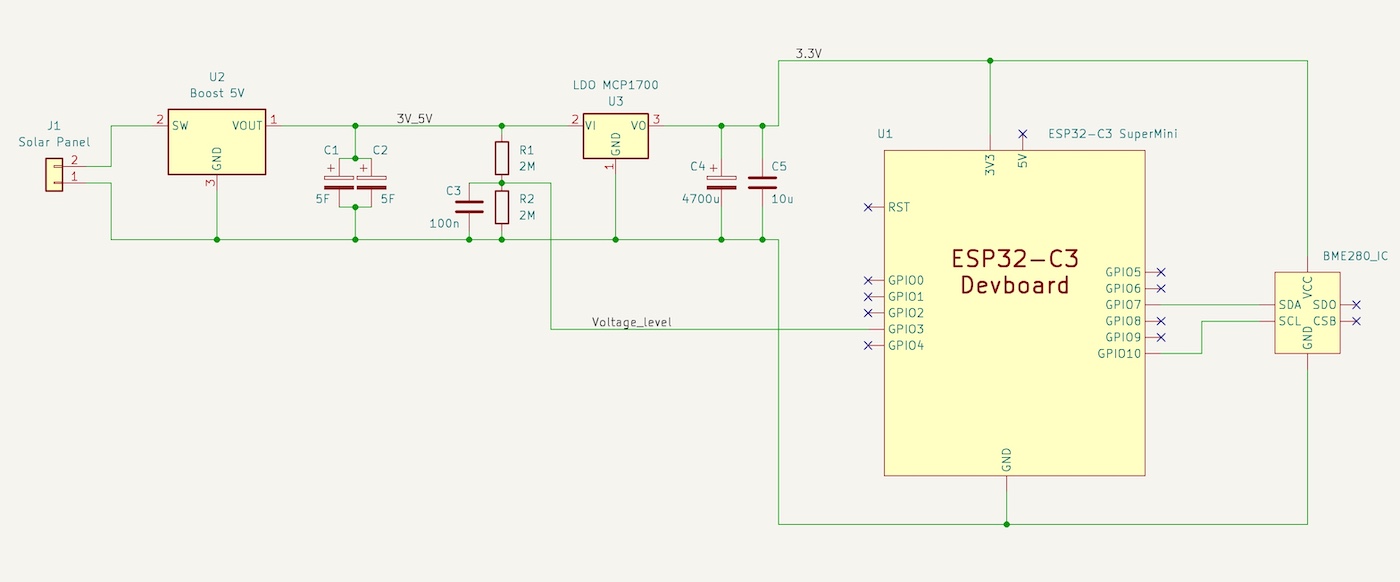 3.3V
U2
Boost 5V
LDO MCP1700
U3
J1
Solar Panel
2
1
2
SW
VOUT
1
GND
3
3V_5V
2
VI
VO
3
GND
1
C1
C2
+
+
5F
5F
R1
2M
R2
2M
C3
100n
C4
+
4700u
C5
10u
Voltage_level
U1
ESP32-C3 SuperMini
3V3
5V
RST
ESP32-C3
Devboard
GPIO0
GPIO1
GPIO2
GPIO3
GPIO4
GPIO5
GPIO6
GPIO7
GPIO8
GPIO9
GPIO10
GND
BME280_IC
VCC
SDA
SDO
SCL
CSB
GND